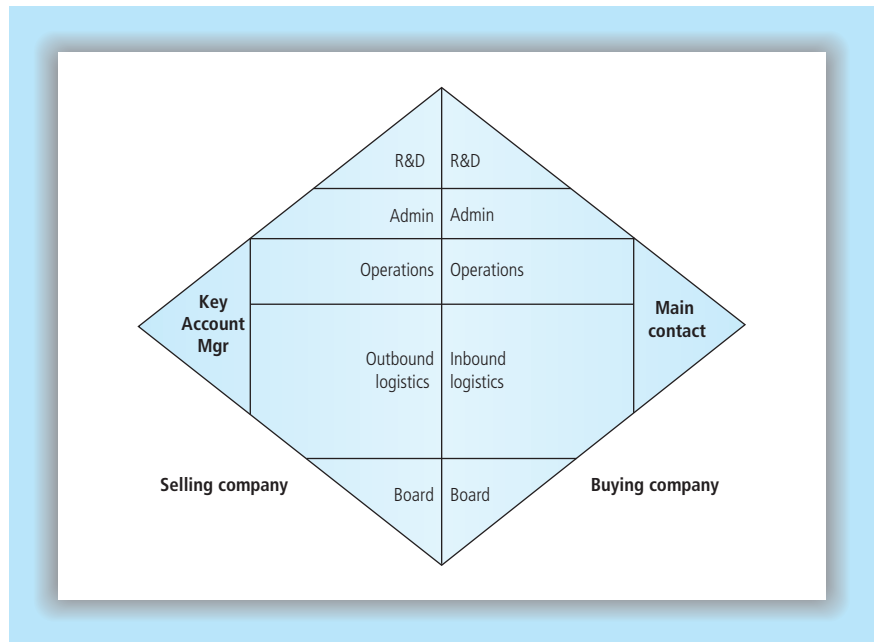 R&D R&D
Admin Admin
Operations Operations
Key
Account
Mgr
Main
contact
Outbound
logistics
Inbound
logistics
Selling company
Board Board
Buying company